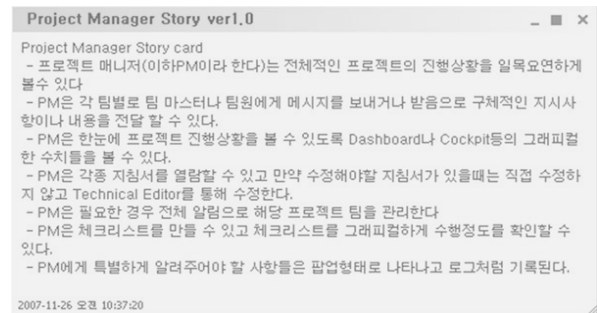 Project Manager Story ver1.0
Project Manager Story card
- 프로젝트 매니저(이하PM이라 한다)는 전체적인 프로젝트의 진행상황을 일목요연하게
볼수 있다
- PM은 각 팀별로 팀 마스터나 팀원에게 메시지를 보내거나 받음으로 구체적인 지시사
항이나 내용을 전달 할 수 있다.
- PM은 한눈에 프로젝트 진행상황을 볼 수 있도록 Dashboard나 Cockpit등의 그래피컬
한 수치들을 볼 수 있다.
- PM은 각종 지침서를 열람할 수 있고 만약 수정해야할 지침서가 있을때는 직접 수정하
지 않고 Technical Editor를 통해 수정한다.
- PM은 필요한 경우 전체 알림으로 해당 프로젝트 팀을 관리한다
- PM은 체크리스트를 만들 수 있고 체크리스트를 그래피컬하게 수행정도를 확인할 수
있다.
- PM에게 특별하게 알려주어야 할 사항들은 팝업형태로 나타나고 로그처럼 기록된다.
2007-11-26 오전 10:37:20